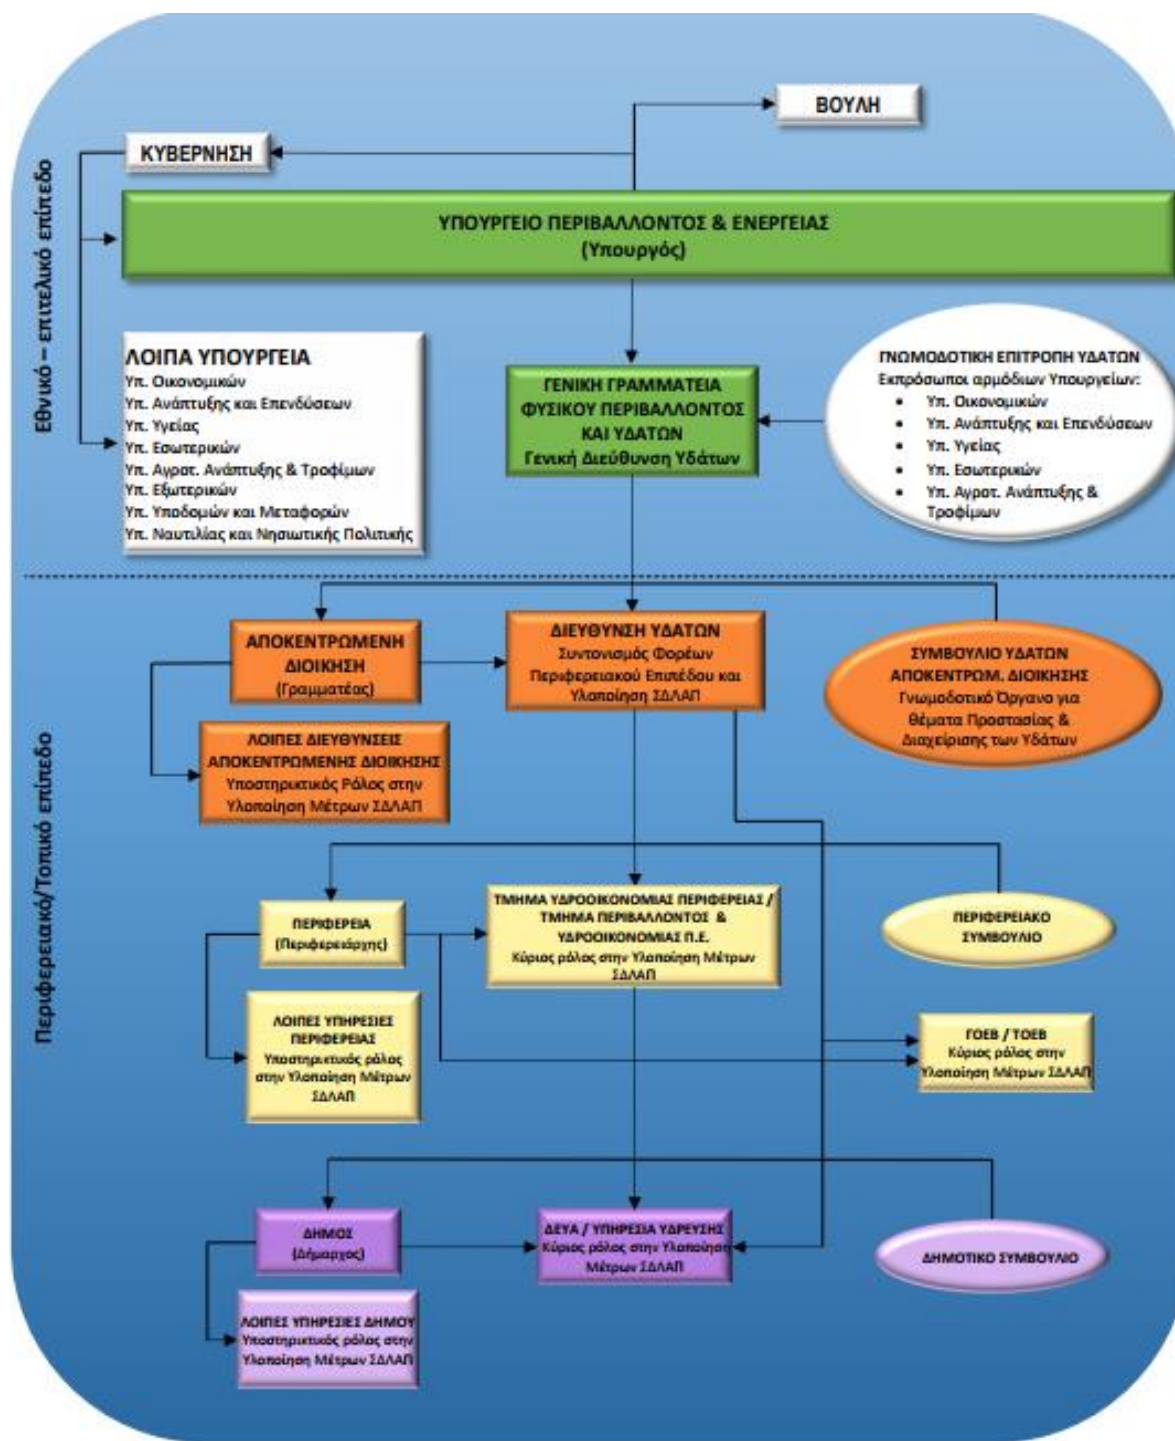 ΒΟΥΛΗ
ΚΥΒΕΡΝΗΣΗ
Εθνικό – επιτελικό επίπεδο
ΥΠΟΥΡΓΕΙΟ ΠΕΡΙΒΑΛΛΟΝΤΟΣ & ΕΝΕΡΓΕΙΑΣ
(Υπουργός)
ΛΟΙΠΑ ΥΠΟΥΡΓΕΙΑ
Υπ. Οικονομικών
Υπ. Ανάπτυξης και Επενδύσεων
Υπ. Υγείας
Υπ. Εσωτερικών
Υπ. Αγροτ. Ανάπτυξης & Τροφίμων
Υπ. Εξωτερικών
Υπ. Υποδομών και Μεταφορών
Υπ. Ναυτιλίας και Νησιωτικής Πολιτικής
ΓΕΝΙΚΗ ΓΡΑΜΜΑΤΕΙΑ
ΦΥΣΙΚΟΥ ΠΕΡΙΒΑΛΛΟΝΤΟΣ
ΚΑΙ ΥΔΑΤΩΝ
Γενική Διεύθυνση Υδάτων
ΓΝΩΜΟΔΟΤΙΚΗ ΕΠΙΤΡΟΠΗ ΥΔΑΤΩΝ
Εκπρόσωποι αρμόδιων Υπουργείων:
• Υπ. Οικονομικών
• Υπ. Ανάπτυξης και Επενδύσεων
• Υπ. Υγείας
• Υπ. Εσωτερικών
• Υπ. Αγροτ. Ανάπτυξης &
Τροφίμων
Περιφερειακό/Τοπικό επίπεδο
ΑΠΟΚΕΝΤΡΩΜΕΝΗ
ΔΙΟΙΚΗΣΗ
(Γραμματέας)
ΔΙΕΥΘΥΝΣΗ ΥΔΑΤΩΝ
Συντονισμός Φορέων
Περιφερειακού Επιπέδου και
Υλοποίηση ΣΔΛΑΠ
ΣΥΜΒΟΥΛΙΟ ΥΔΑΤΩΝ
ΑΠΟΚΕΝΤΡΩΜ. ΔΙΟΙΚΗΣΗΣ
Γνωμοδοτικό Όργανο για
θέματα Προστασίας &
Διαχείρισης των Υδάτων
ΛΟΙΠΕΣ ΔΙΕΥΘΥΝΣΕΙΣ
ΑΠΟΚΕΝΤΡΩΜΕΝΗΣ ΔΙΟΙΚΗΣΗΣ
Υποστηρικτικός Ρόλος στην
Υλοποίηση Μέτρων ΣΔΛΑΠ
ΠΕΡΙΦΕΡΕΙΑ
(Περιφερειάρχης)
ΤΜΗΜΑ ΥΔΡΟΟΙΚΟΝΟΜΙΑΣ ΠΕΡΙΦΕΡΕΙΑΣ /
ΤΜΗΜΑ ΠΕΡΙΒΑΛΛΟΝΤΟΣ &
ΥΔΡΟΟΙΚΟΝΟΜΙΑΣ Π.Ε.
Κύριος ρόλος στην Υλοποίηση Μέτρων
ΣΔΛΑΠ
ΠΕΡΙΦΕΡΕΙΑΚΟ
ΣΥΜΒΟΥΛΙΟ
ΛΟΙΠΕΣ ΥΠΗΡΕΣΙΕΣ
ΠΕΡΙΦΕΡΕΙΑΣ
Υποστηρικτικός ρόλος
στην Υλοποίηση Μέτρων
ΣΔΛΑΠ
ΓΟΕΒ / ΤΟΕΒ
Κύριος ρόλος στην
Υλοποίηση Μέτρων ΣΔΛΑΠ
ΔΗΜΟΣ
(Δήμαρχος)
ΔΕΥΑ / ΥΠΗΡΕΣΙΑ ΥΔΡΕΥΣΗΣ
Κύριος ρόλος στην Υλοποίηση
Μέτρων ΣΔΛΑΠ
ΔΗΜΟΤΙΚΟ ΣΥΜΒΟΥΛΙΟ
ΛΟΙΠΕΣ ΥΠΗΡΕΣΙΕΣ ΔΗΜΟΥ
Υποστηρικτικός ρόλος στην
Υλοποίηση Μέτρων ΣΔΛΑΠ